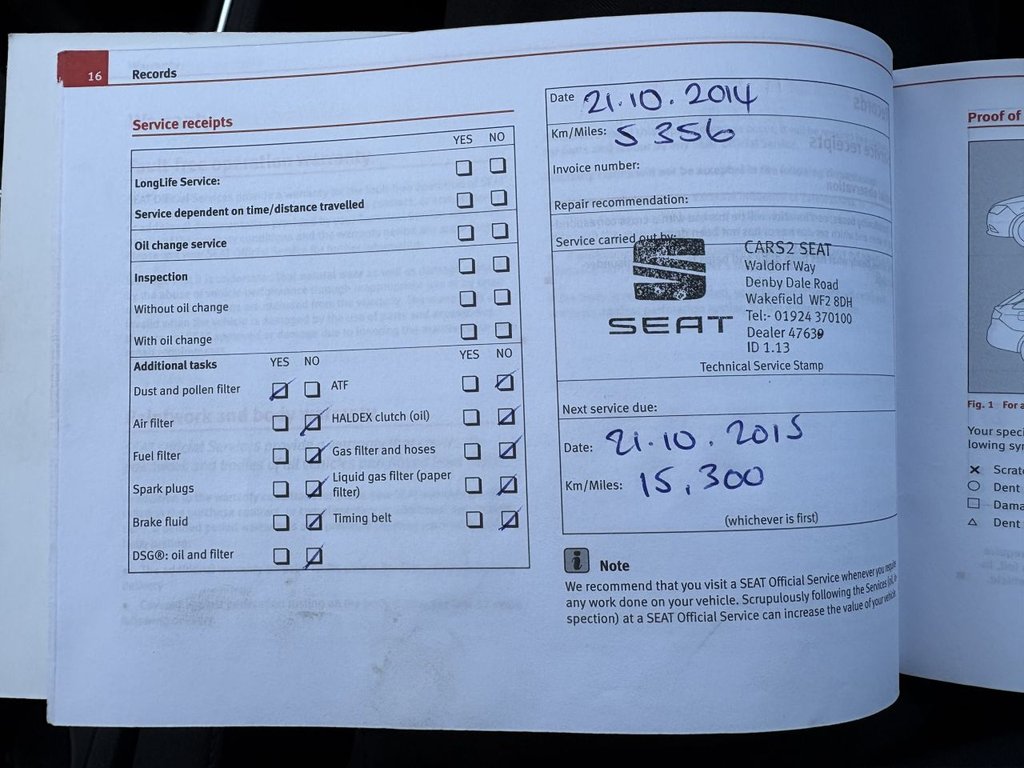 16 Records
Service receipts
YES NO
LongLife Service:
Service dependent on time/distance travelled
Oil change service
Inspection
Without oil change
With oil change
Additional tasks YES NO YES NO
Dust and pollen filter ATF
Air filter HALDEX clutch (oil)
Fuel filter Gas filter and hoses
Spark plugs Liquid gas filter (paper
filter)
Brake fluid Timing belt
DSG®: oil and filter
Date 21.10.2014
Km/Miles: 5 356
Invoice number:
Repair recommendation:
Service carried out by:
SEAT
CARS2 SEAT
Waldorf Way
Denby Dale Road
Wakefield WF2 8DH
Tel:- 01924 370100
Dealer 47639
ID 1.13
Technical Service Stamp
Next service due:
Date: 21.10.2015
Km/Miles: 15,300
(whichever is first)
i Note
We recommend that you visit a SEAT Official Service whenever you require
any work done on your vehicle. Scrupulously following the Services (oil, In-
spection) at a SEAT Official Service can increase the value of your vehicle
Proof of
Fig. 1 For a
Your speci
lowing sy
Scrat
Dent
Dama
Dent